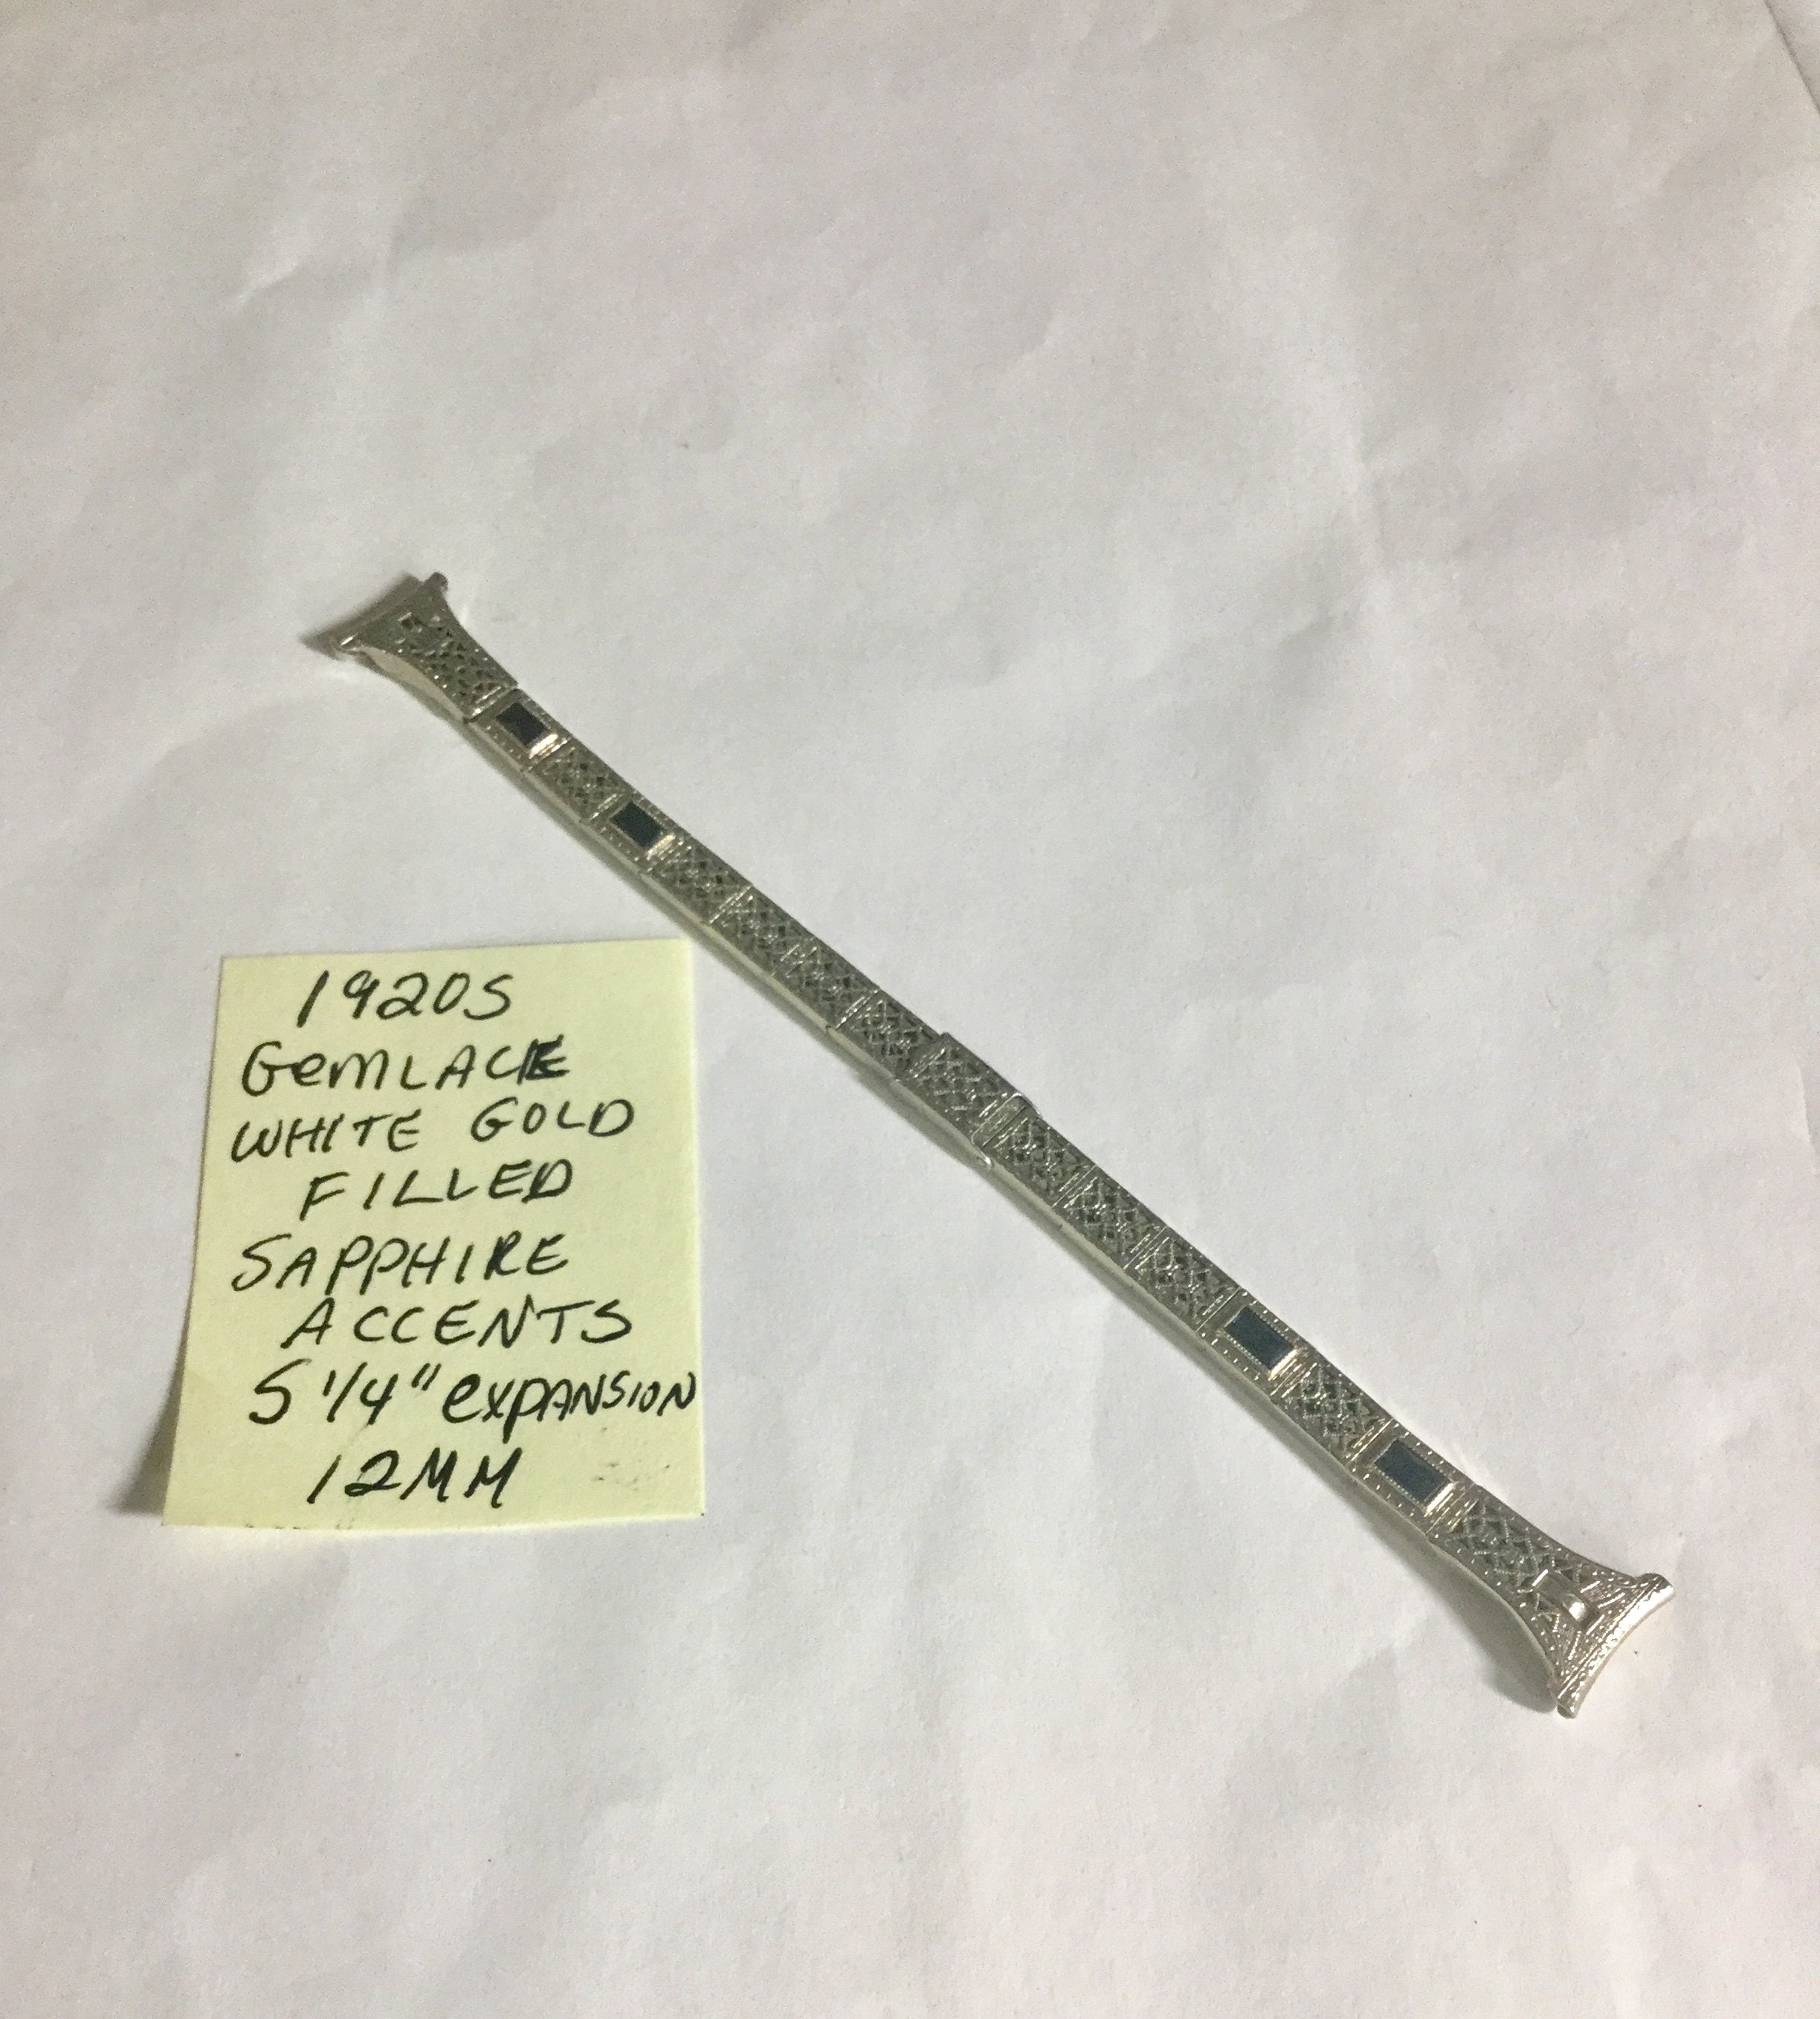 1920S
GemLACE
WHITE GOLD
FILLED
SAPPHIRE
ACCENTS
5 1/4" expANSION
12MM